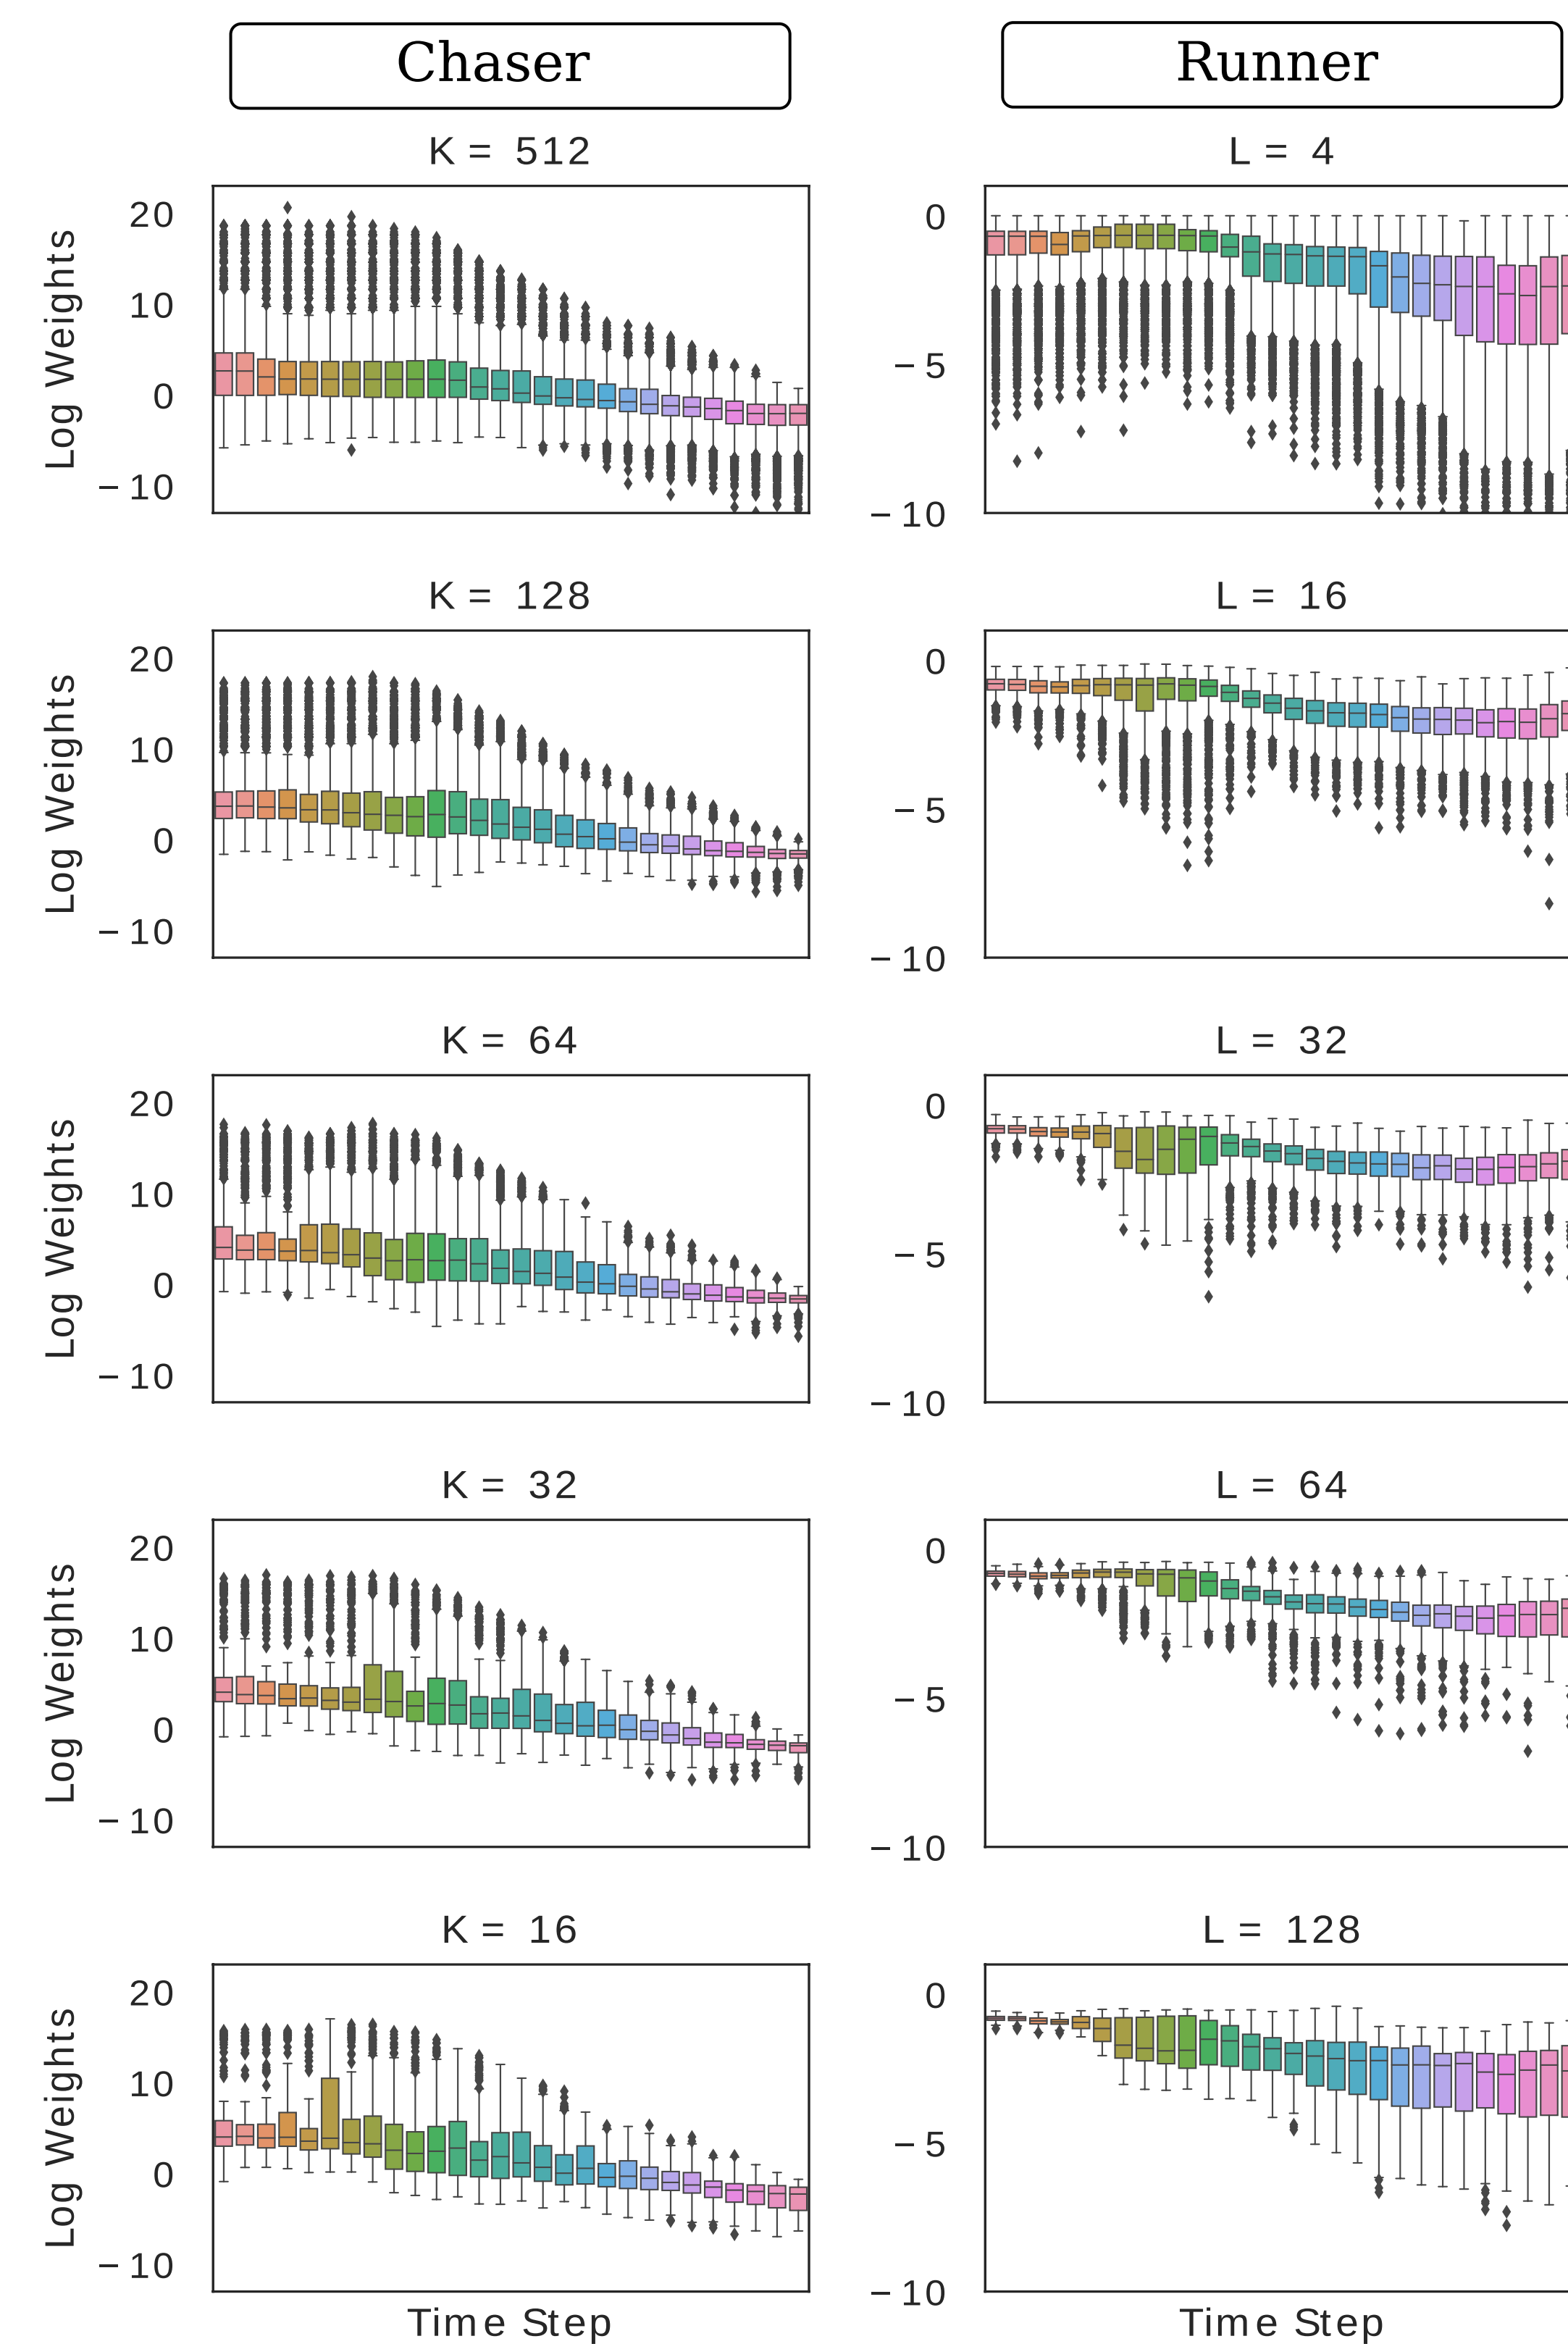 Chaser
Runner
K = 512
L = 4
Log Weights
20
10
0
−10
0
−5
−10
K = 128
L = 16
Log Weights
20
10
0
−10
0
−5
−10
K = 64
L = 32
Log Weights
20
10
0
−10
0
−5
−10
K = 32
L = 64
Log Weights
20
10
0
−10
0
−5
−10
K = 16
L = 128
Log Weights
20
10
0
−10
0
−5
−10
Time Step
Time Step